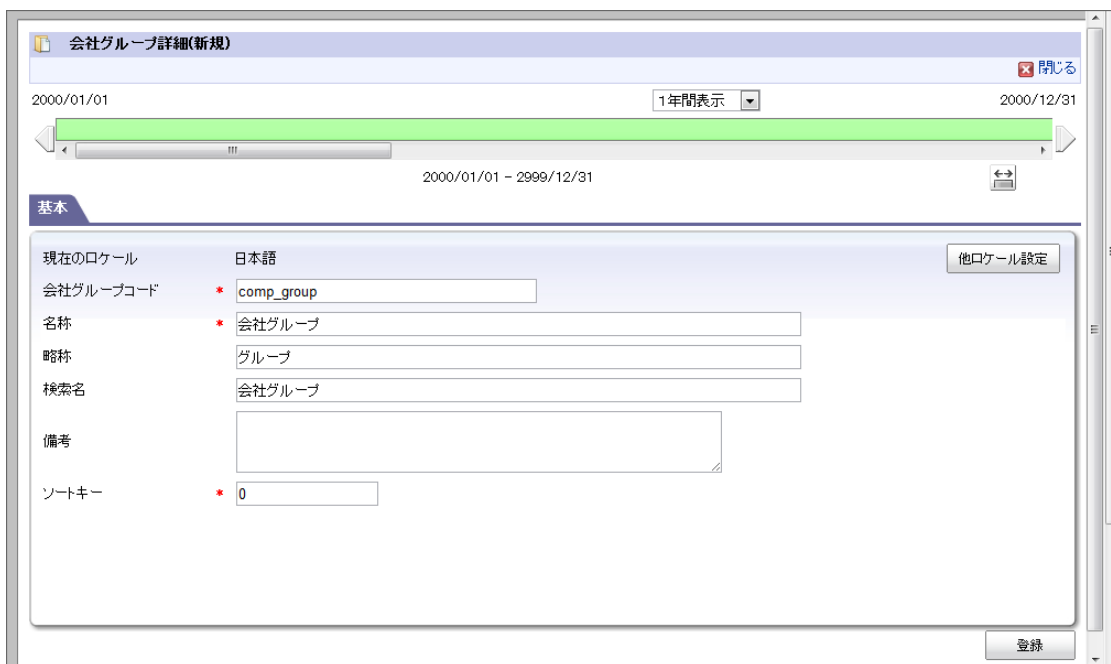 会社グループ詳細(新規)
閉じる
2000/01/01 1年間表示 2000/12/31
2000/01/01 - 2999/12/31
基本
現在のロケール 日本語 他ロケール設定
会社グループコード * comp_group
名称 * 会社グループ
略称 グループ
検索名 会社グループ
備考
ソートキー * 0
登録